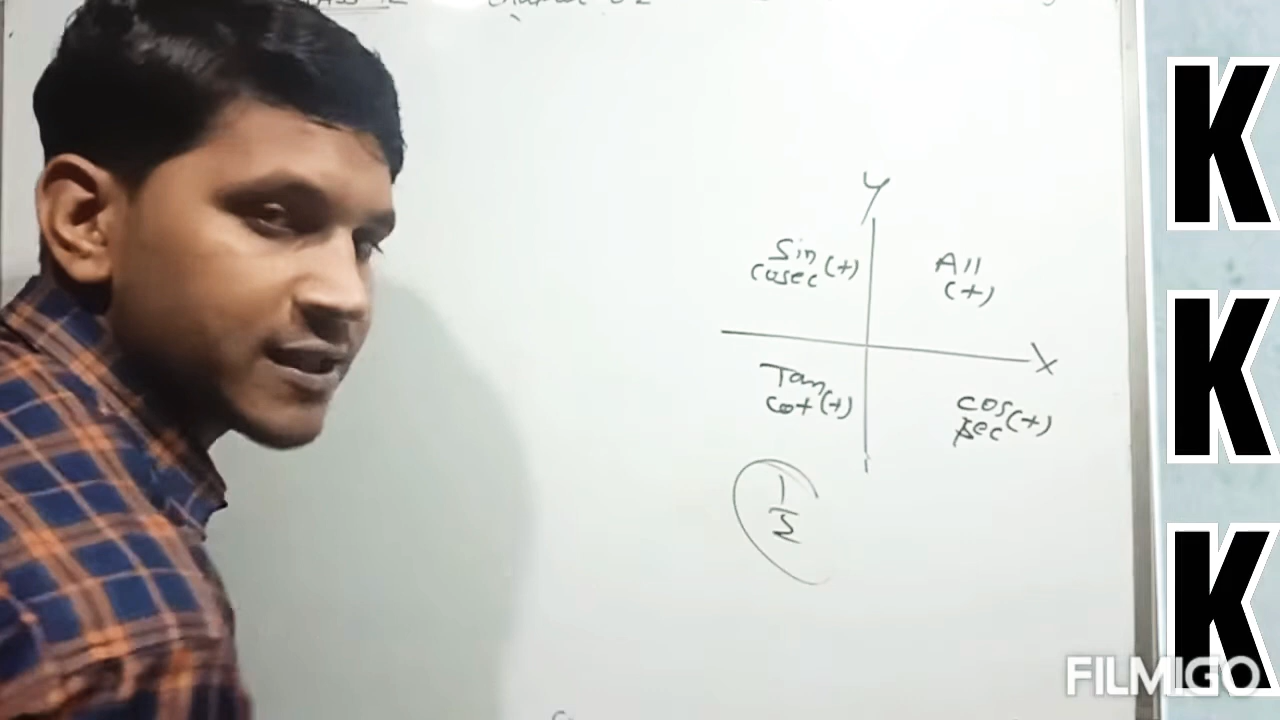 Y
Sin
cosec (+)
All
(+)
X
Tan
cot (+)
cos
sec (+)
1
2
K
K
K
FILMIGO